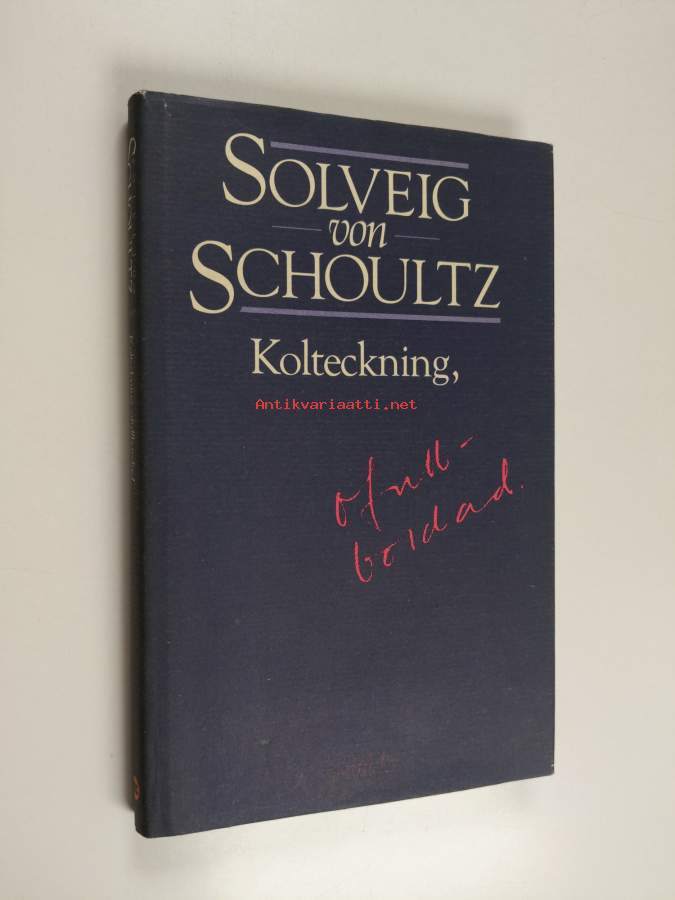 SOLVEIG
von
SCHOULTZ
Kolteckning,
Antikvariaatti.net
ofull-
bordad.